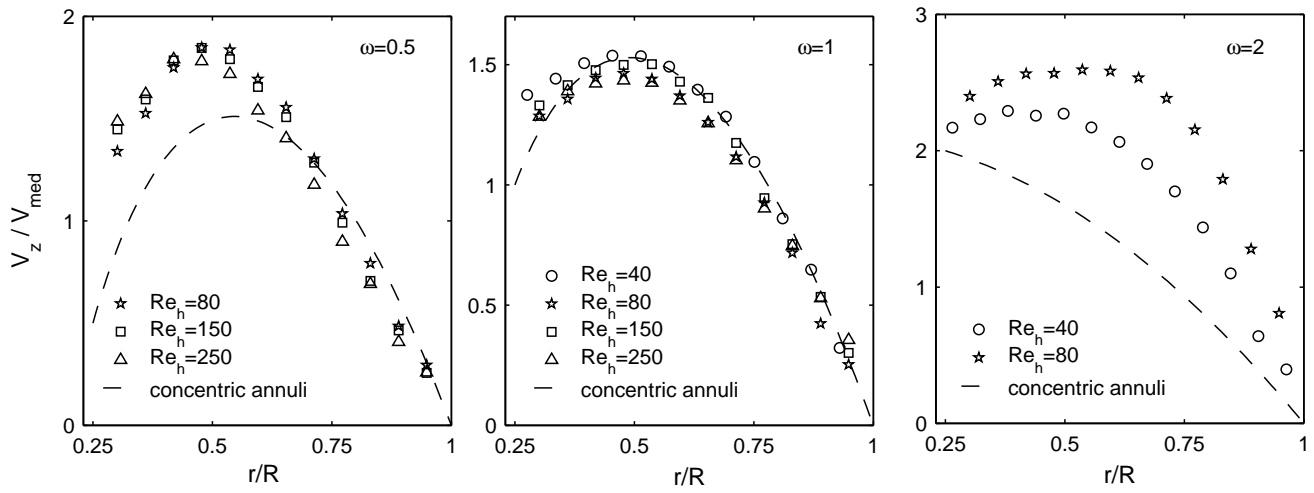 V_z / V_med
2
1
0
0.25
0.5
0.75
1
r/R
ω=0.5
Re_h=80
Re_h=150
Re_h=250
concentric annuli
1.5
1
0.5
0
0.25
0.5
0.75
1
r/R
ω=1
Re_h=40
Re_h=80
Re_h=150
Re_h=250
concentric annuli
3
2
1
0
0.25
0.5
0.75
1
r/R
ω=2
Re_h=40
Re_h=80
concentric annuli